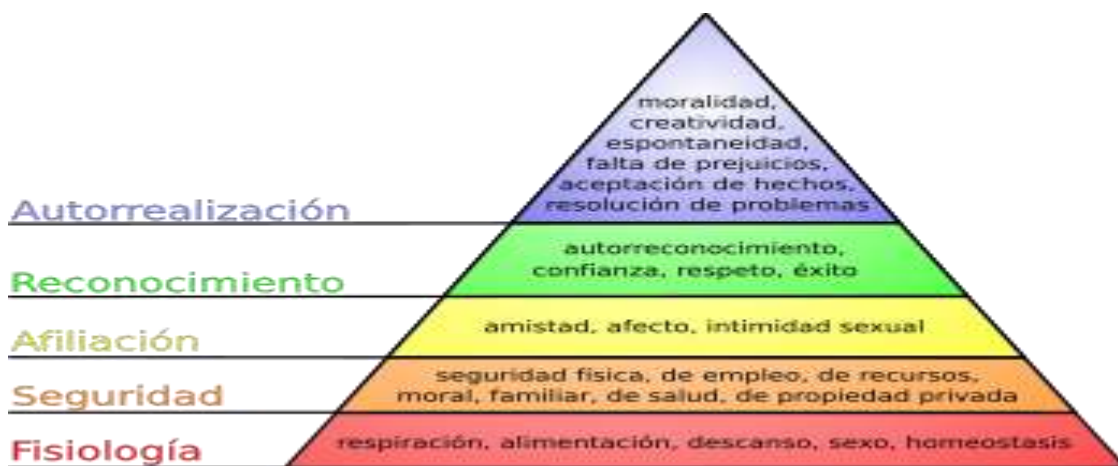 moralidad,
creatividad,
espontaneidad,
falta de prejuicios,
aceptación de hechos,
resolución de problemas
Autorrealización
autorreconocimiento,
confianza, respeto, éxito
Reconocimiento
amistad, afecto, intimidad sexual
Afiliación
seguridad física, de empleo, de recursos,
moral, familiar, de salud, de propiedad privada
Seguridad
respiración, alimentación, descanso, sexo, homeostasis
Fisiología